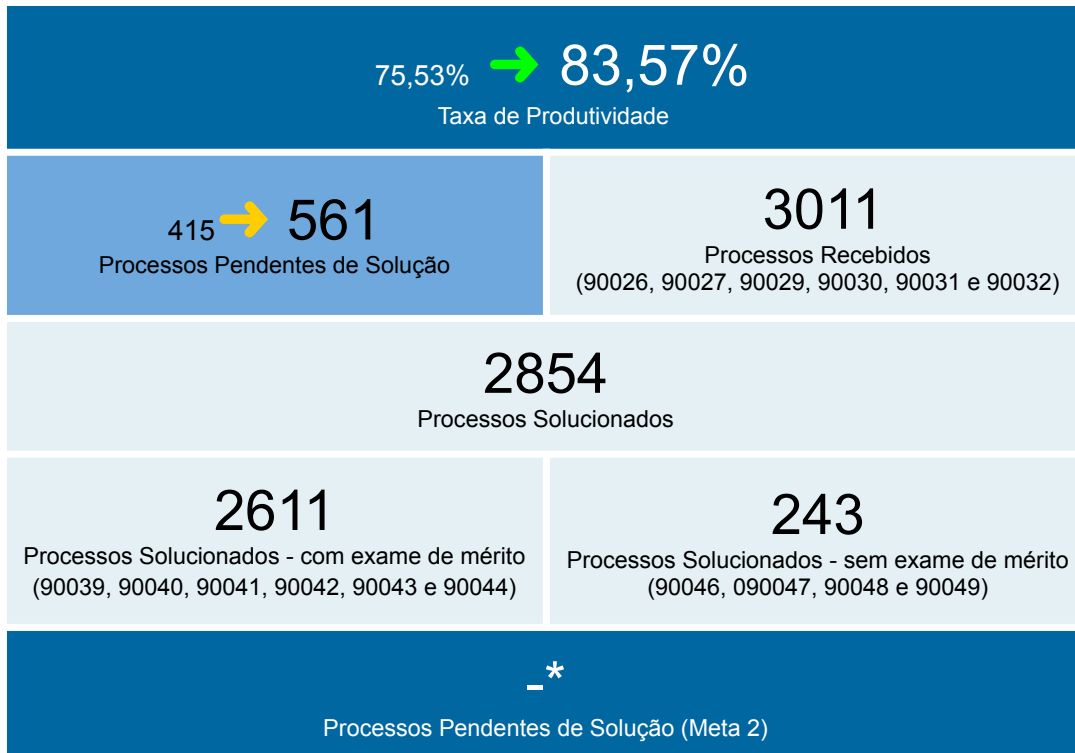 75,53% ➜ 83,57%
Taxa de Produtividade
415 ➜ 561
Processos Pendentes de Solução
3011
Processos Recebidos
(90026, 90027, 90029, 90030, 90031 e 90032)
2854
Processos Solucionados
2611
Processos Solucionados - com exame de mérito
(90039, 90040, 90041, 90042, 90043 e 90044)
243
Processos Solucionados - sem exame de mérito
(90046, 090047, 90048 e 90049)
-*
Processos Pendentes de Solução (Meta 2)